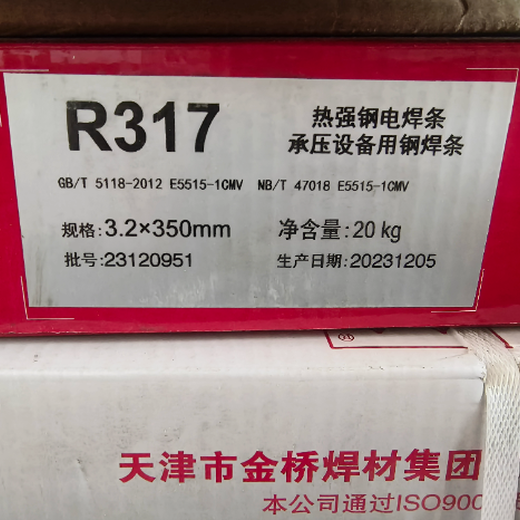 R317
热强钢电焊条
承压设备用钢焊条
GB/T 5118-2012 E5515-1CMV NB/T 47018 E5515-1CMV
规格:3.2×350mm 净含量:20 kg
批号:23120951 生产日期:20231205
天津市金桥焊材集团
本公司通过ISO900